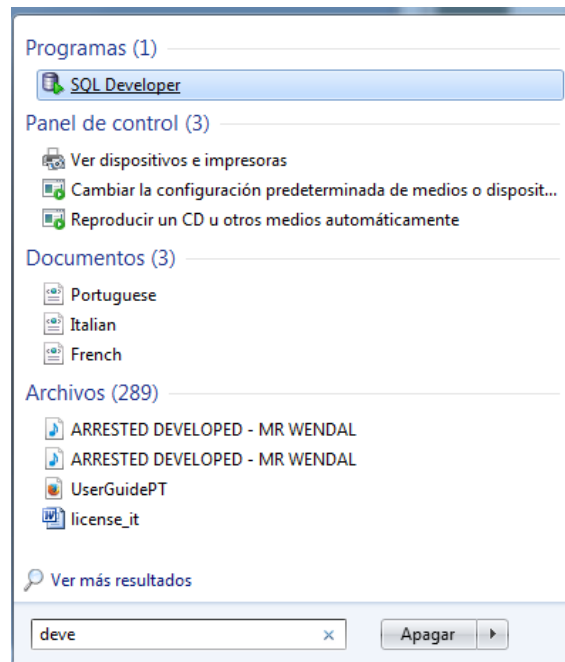 Programas (1)
SQL Developer
Panel de control (3)
Ver dispositivos e impresoras
Cambiar la configuración predeterminada de medios o disposit...
Reproducir un CD u otros medios automáticamente
Documentos (3)
Portuguese
Italian
French
Archivos (289)
ARRESTED DEVELOPED - MR WENDAL
ARRESTED DEVELOPED - MR WENDAL
UserGuidePT
license_it
Ver más resultados
deve
Apagar